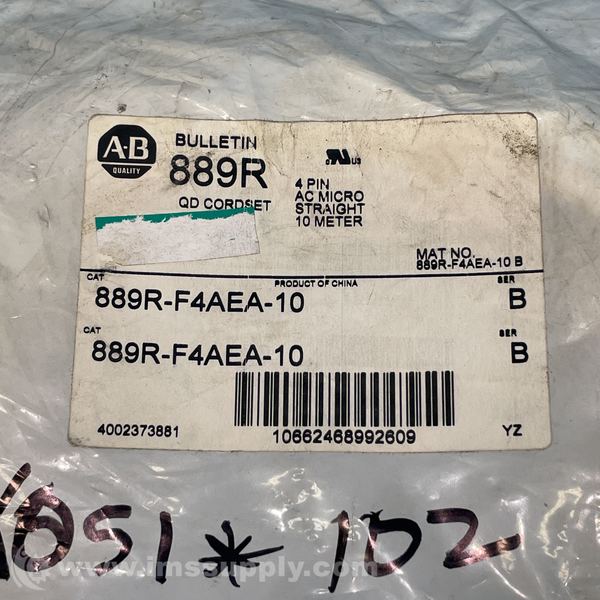 A-B
QUALITY
BULLETIN
889R
QD CORDSET
4 PIN
AC MICRO
STRAIGHT
10 METER
MAT NO.
889R-F4AEA-10 B
PRODUCT OF CHINA
CAT
SER
889R-F4AEA-10
B
CAT
SER
889R-F4AEA-10
B
4002373881
10662468992609
YZ
1051*102
www.imssupply.com